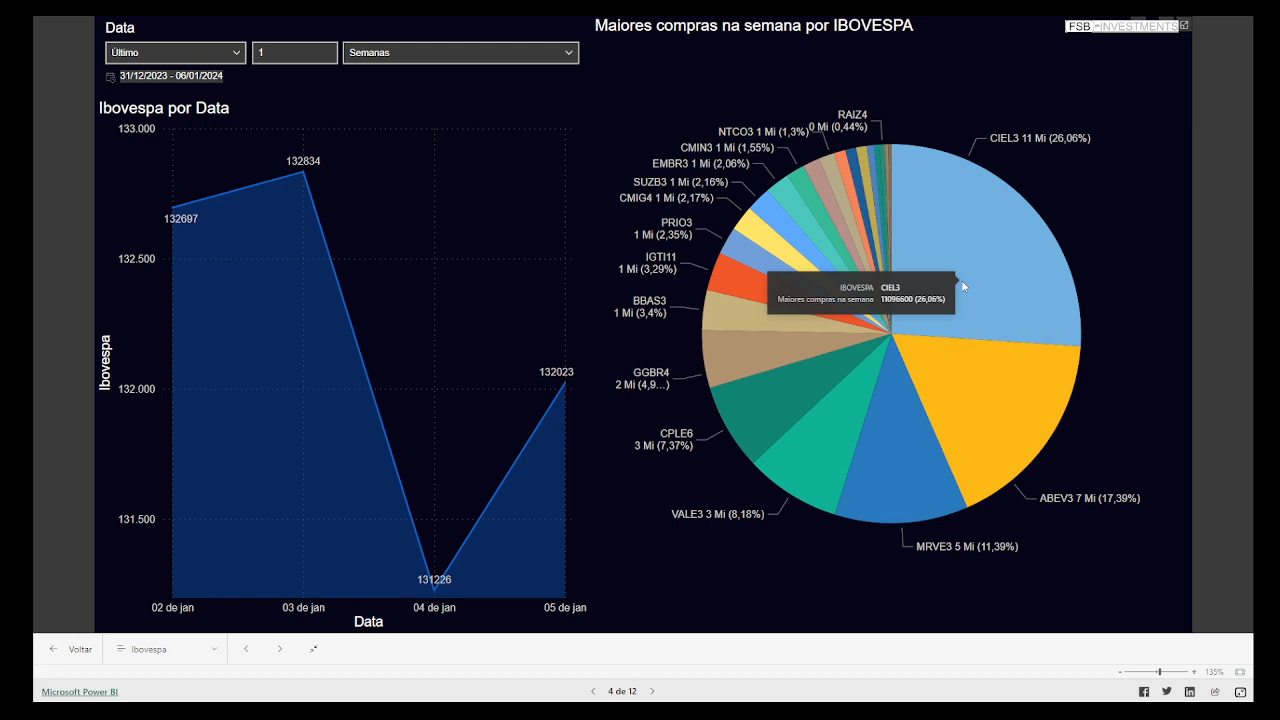 Data
Último
1
Semanas
31/12/2023 - 06/01/2024
Maiores compras na semana por IBOVESPA
FSB INVESTMENTS
Ibovespa por Data
133.000
132.500
132.000
131.500
Ibovespa
132697
132834
131226
132023
02 de jan
03 de jan
04 de jan
05 de jan
Data
RAIZ4
0 Mi (0,44%)
NTCO3 1 Mi (1,3%)
CMIN3 1 Mi (1,55%)
EMBR3 1 Mi (2,06%)
SUZB3 1 Mi (2,16%)
CMIG4 1 Mi (2,17%)
PRIO3
1 Mi (2,35%)
IGTI11
1 Mi (3,29%)
BBAS3
1 Mi (3,4%)
GGBR4
2 Mi (4,9...)
CPLE6
3 Mi (7,37%)
VALE3 3 Mi (8,18%)
MRVE3 5 Mi (11,39%)
ABEV3 7 Mi (17,39%)
CIEL3 11 Mi (26,06%)
IBOVESPA CIEL3
Maiores compras na semana 11096600 (26,06%)
Voltar
Ibovespa
- + 135%
Microsoft Power BI
4 de 12